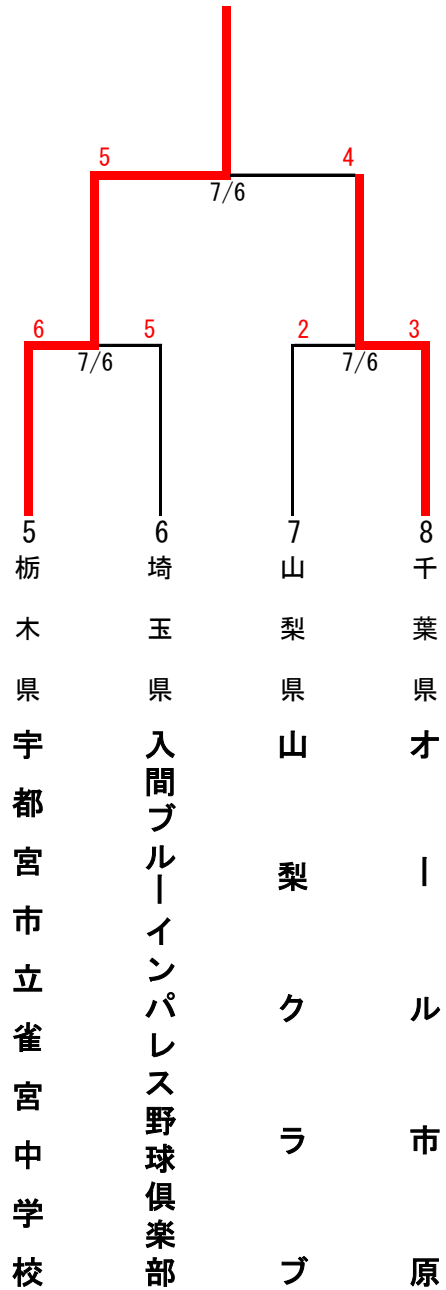 5 4
7/6
6 5 2 3
7/6 7/6
5 6 7 8
栃木県
埼玉県
山梨県
千葉県
宇都宮市立雀宮中学校
入間ブルーインパレス野球倶楽部
山梨クラブ
オール市原